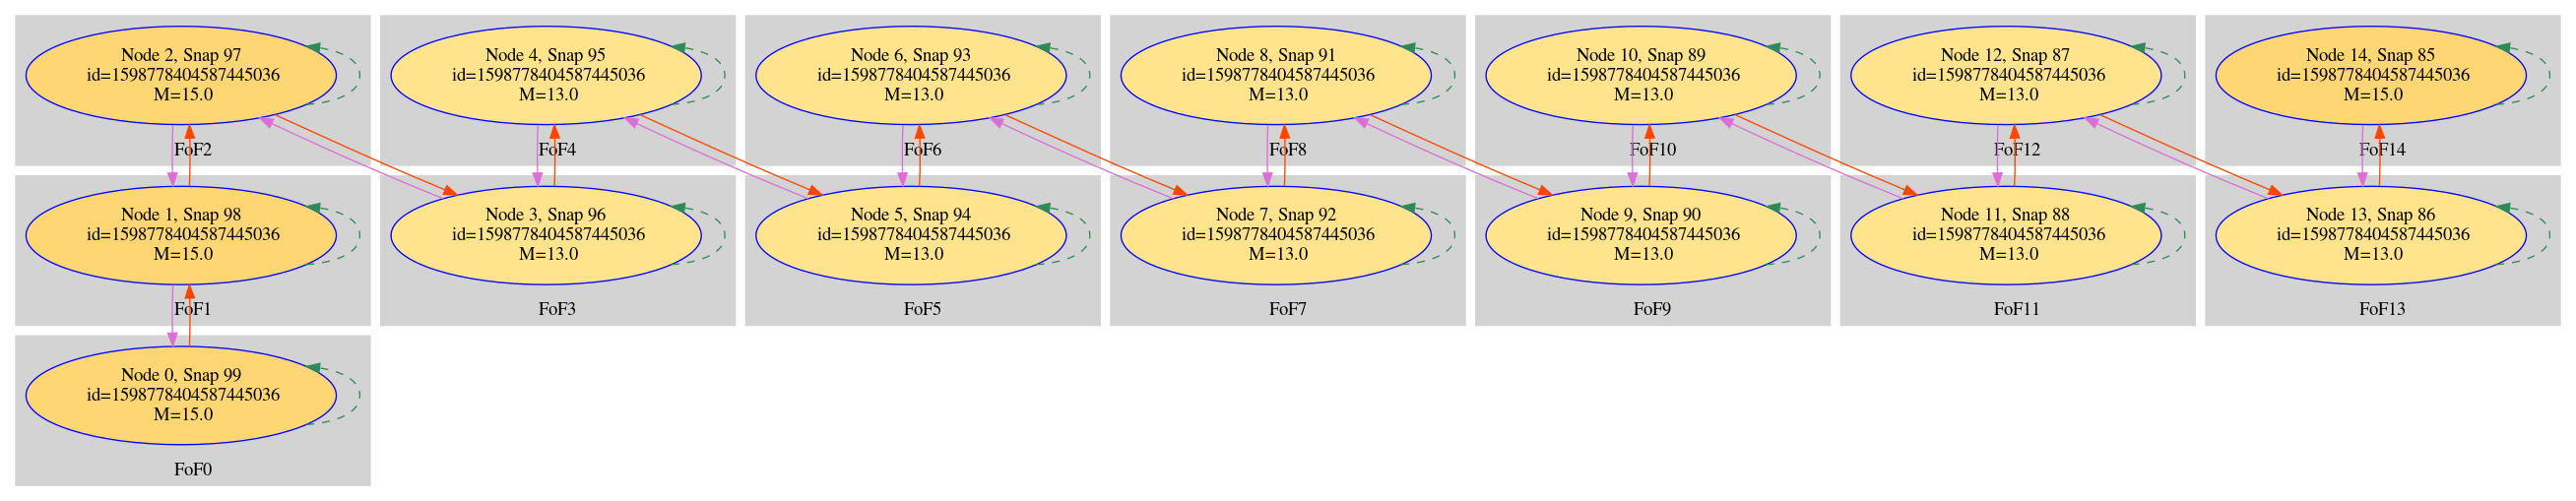 Node 2, Snap 97
id=1598778404587445036
M=15.0
FoF2
Node 4, Snap 95
id=1598778404587445036
M=13.0
FoF4
Node 6, Snap 93
id=1598778404587445036
M=13.0
FoF6
Node 8, Snap 91
id=1598778404587445036
M=13.0
FoF8
Node 10, Snap 89
id=1598778404587445036
M=13.0
FoF10
Node 12, Snap 87
id=1598778404587445036
M=13.0
FoF12
Node 14, Snap 85
id=1598778404587445036
M=15.0
FoF14
Node 1, Snap 98
id=1598778404587445036
M=15.0
FoF1
Node 3, Snap 96
id=1598778404587445036
M=13.0
FoF3
Node 5, Snap 94
id=1598778404587445036
M=13.0
FoF5
Node 7, Snap 92
id=1598778404587445036
M=13.0
FoF7
Node 9, Snap 90
id=1598778404587445036
M=13.0
FoF9
Node 11, Snap 88
id=1598778404587445036
M=13.0
FoF11
Node 13, Snap 86
id=1598778404587445036
M=13.0
FoF13
Node 0, Snap 99
id=1598778404587445036
M=15.0
FoF0